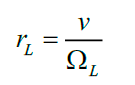 r_L = v / Ω_L